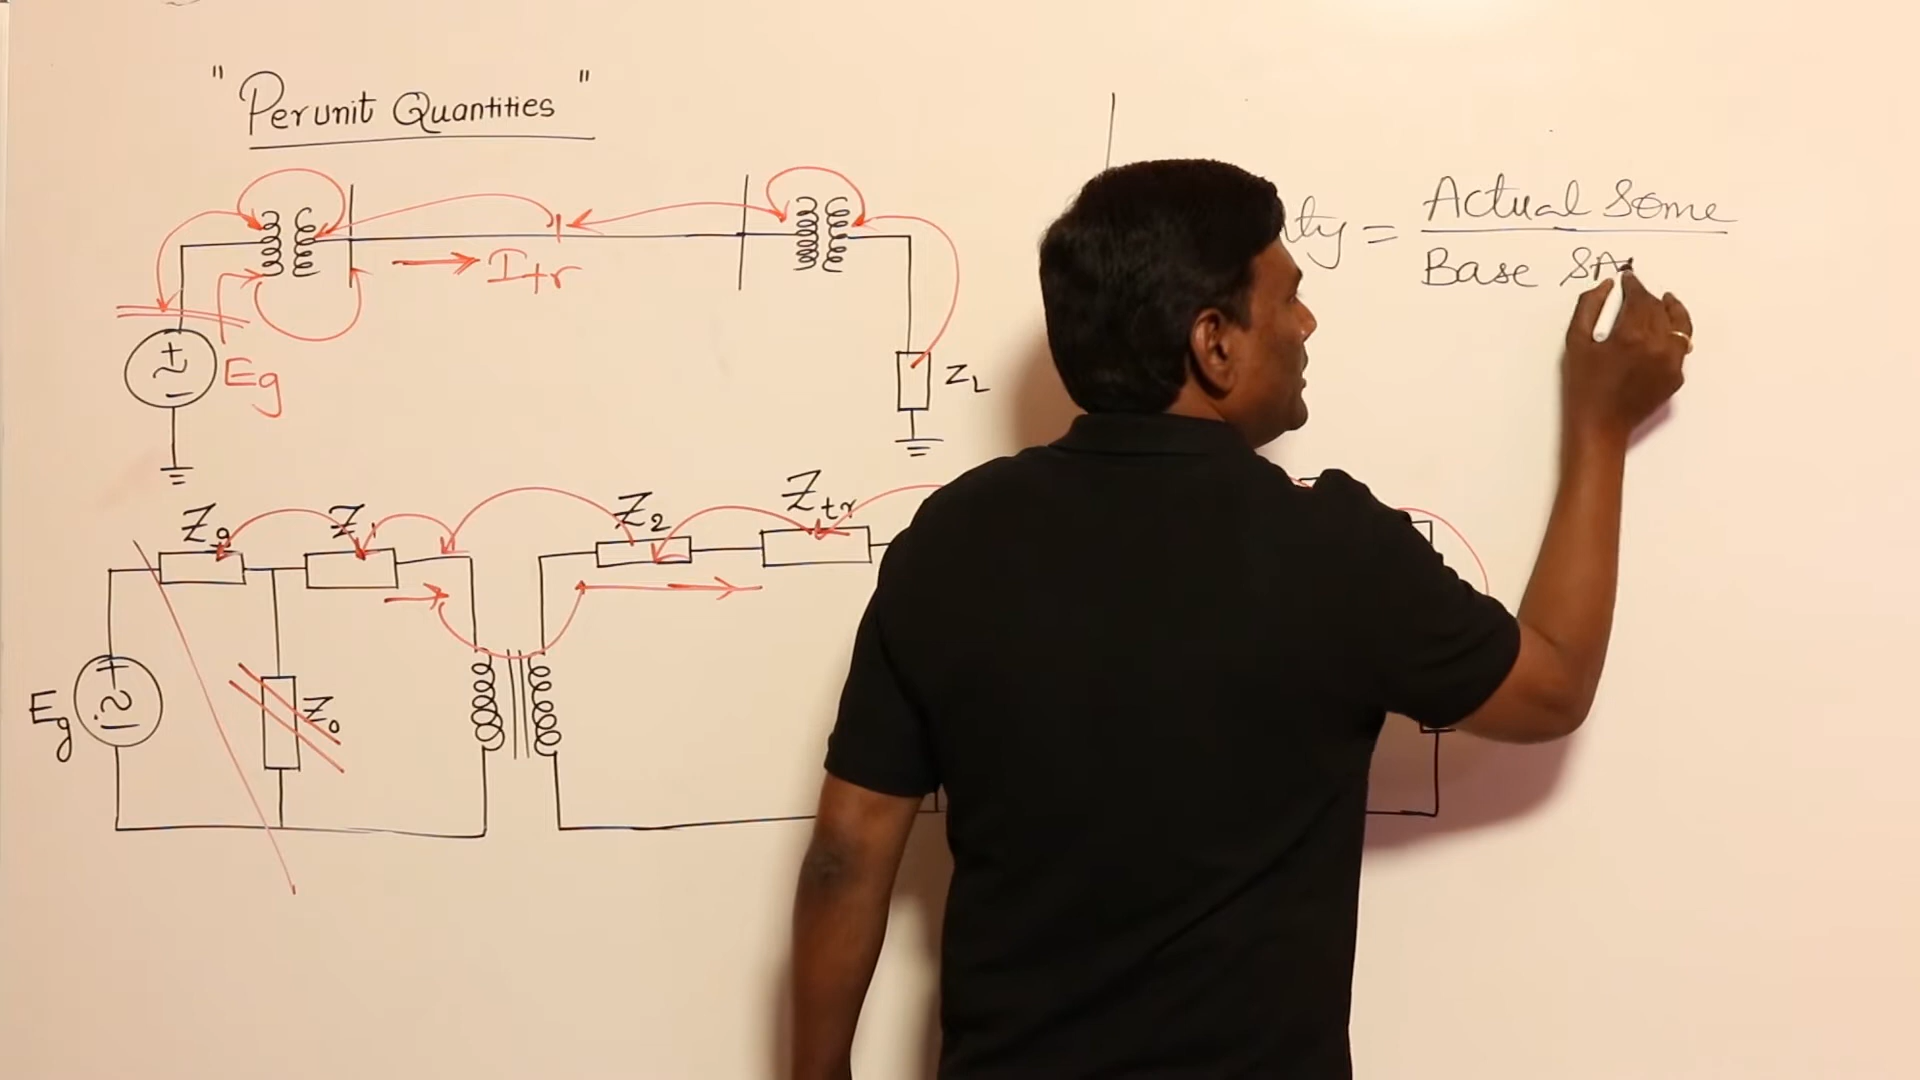 "Perunit Quantities"
Actual Some
=
Base
Itr
Eg
ZL
Zg Z1 Z2 Ztr
Eg
Z0